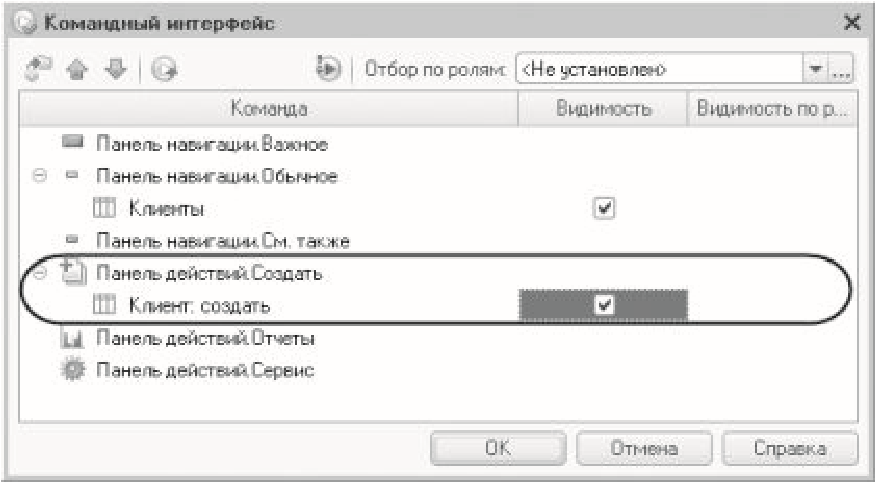 Командный интерфейс
Отбор по ролям: <Не установлен>
...
Команда Видимость Видимость по р...
Панель навигации.Важное
Панель навигации.Обычное
Клиенты
Панель навигации.См. также
Панель действий.Создать
Клиент: создать
Панель действий.Отчеты
Панель действий.Сервис
OK Отмена Справка